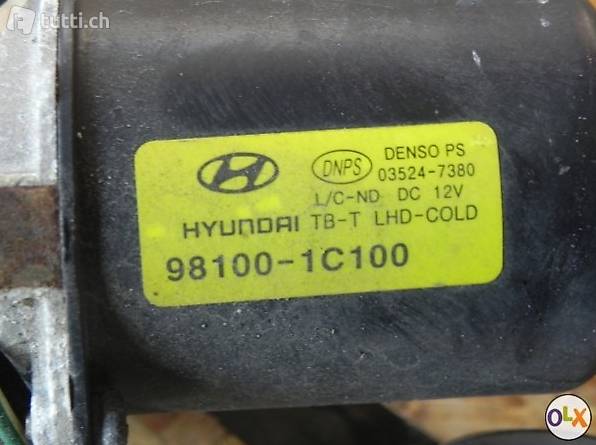 tutti.ch
DNPS DENSO PS
03524-7380
L/C-ND DC 12V
HYUNDAI TB-T LHD-COLD
98100-1C100
OLX